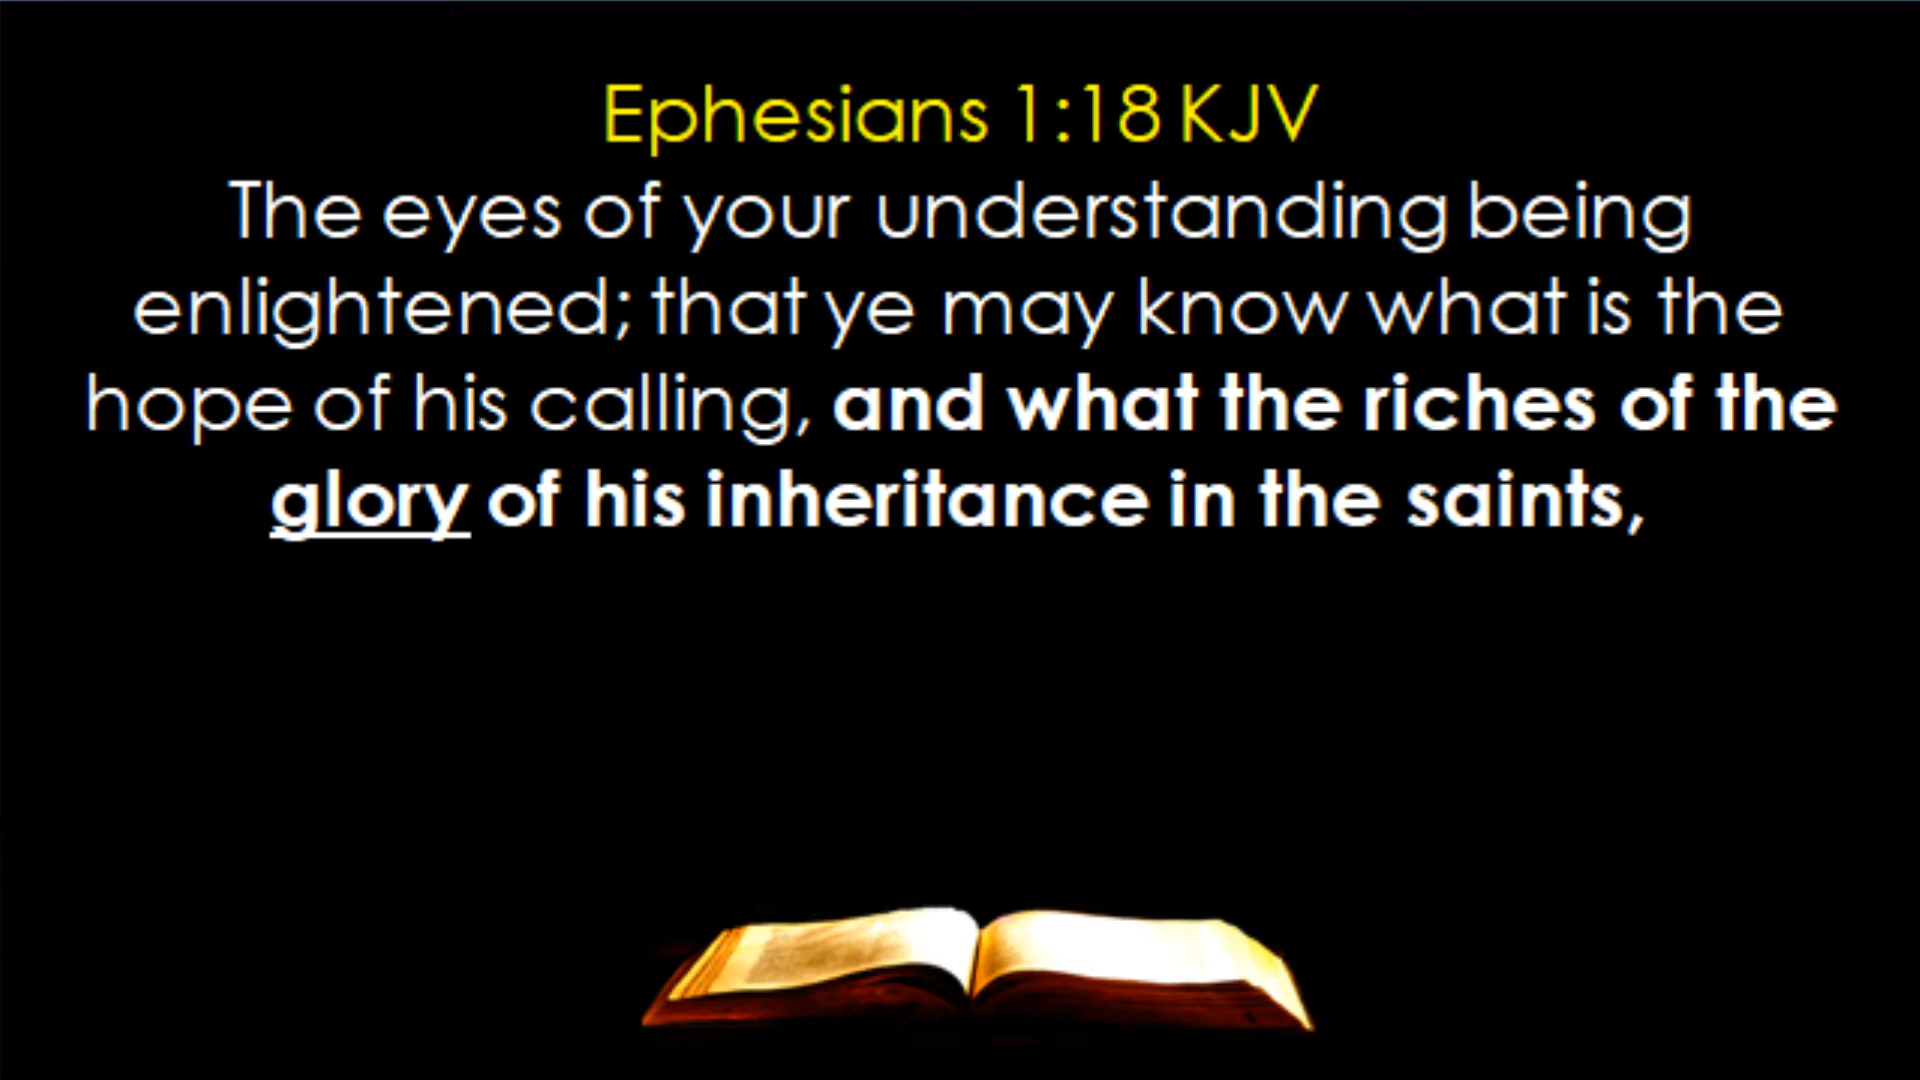 Ephesians 1:18 KJV
The eyes of your understanding being
enlightened; that ye may know what is the
hope of his calling, and what the riches of the
glory of his inheritance in the saints,